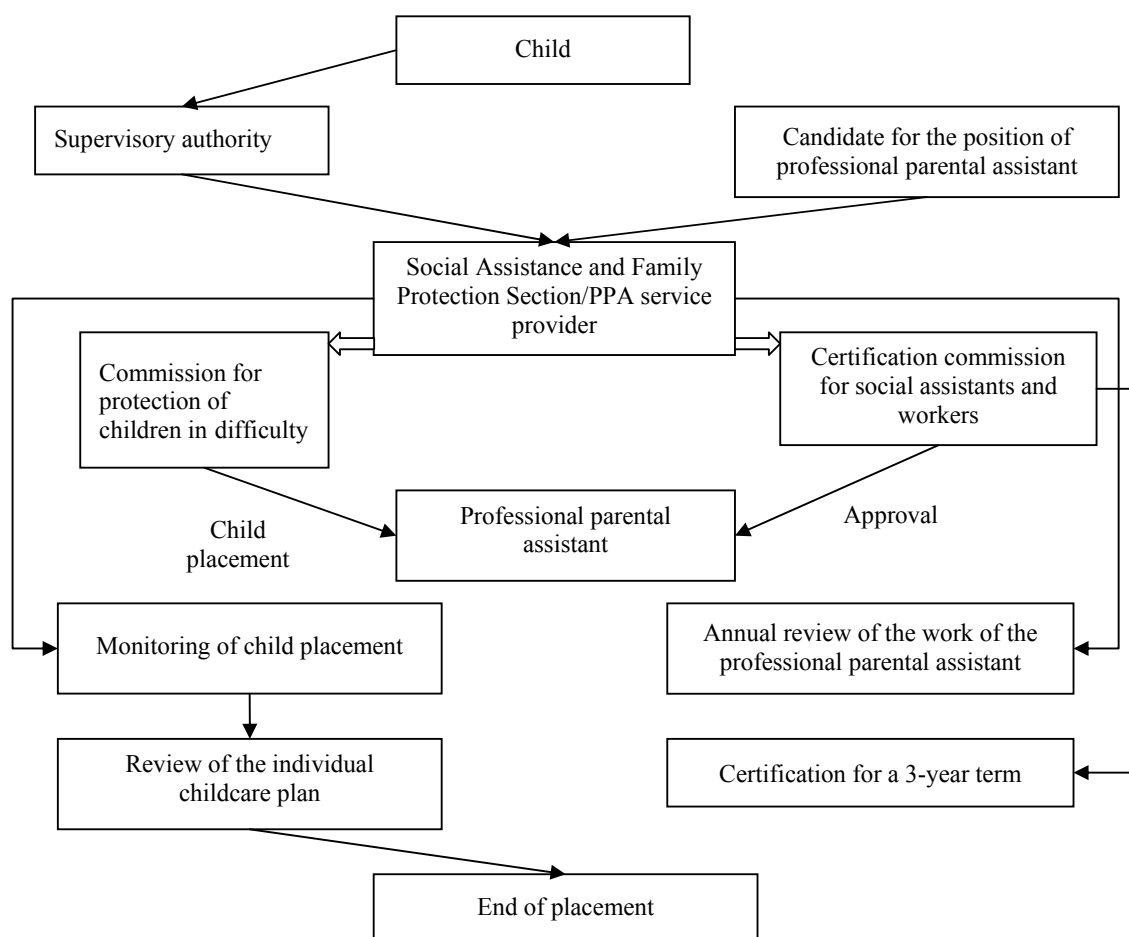 Child
Supervisory authority
Candidate for the position of
professional parental assistant
Social Assistance and Family
Protection Section/PPA service
provider
Commission for
protection of
children in difficulty
Certification commission
for social assistants and
workers
Child
placement
Professional parental
assistant
Approval
Monitoring of child placement
Annual review of the work of the
professional parental assistant
Review of the individual
childcare plan
Certification for a 3-year term
End of placement